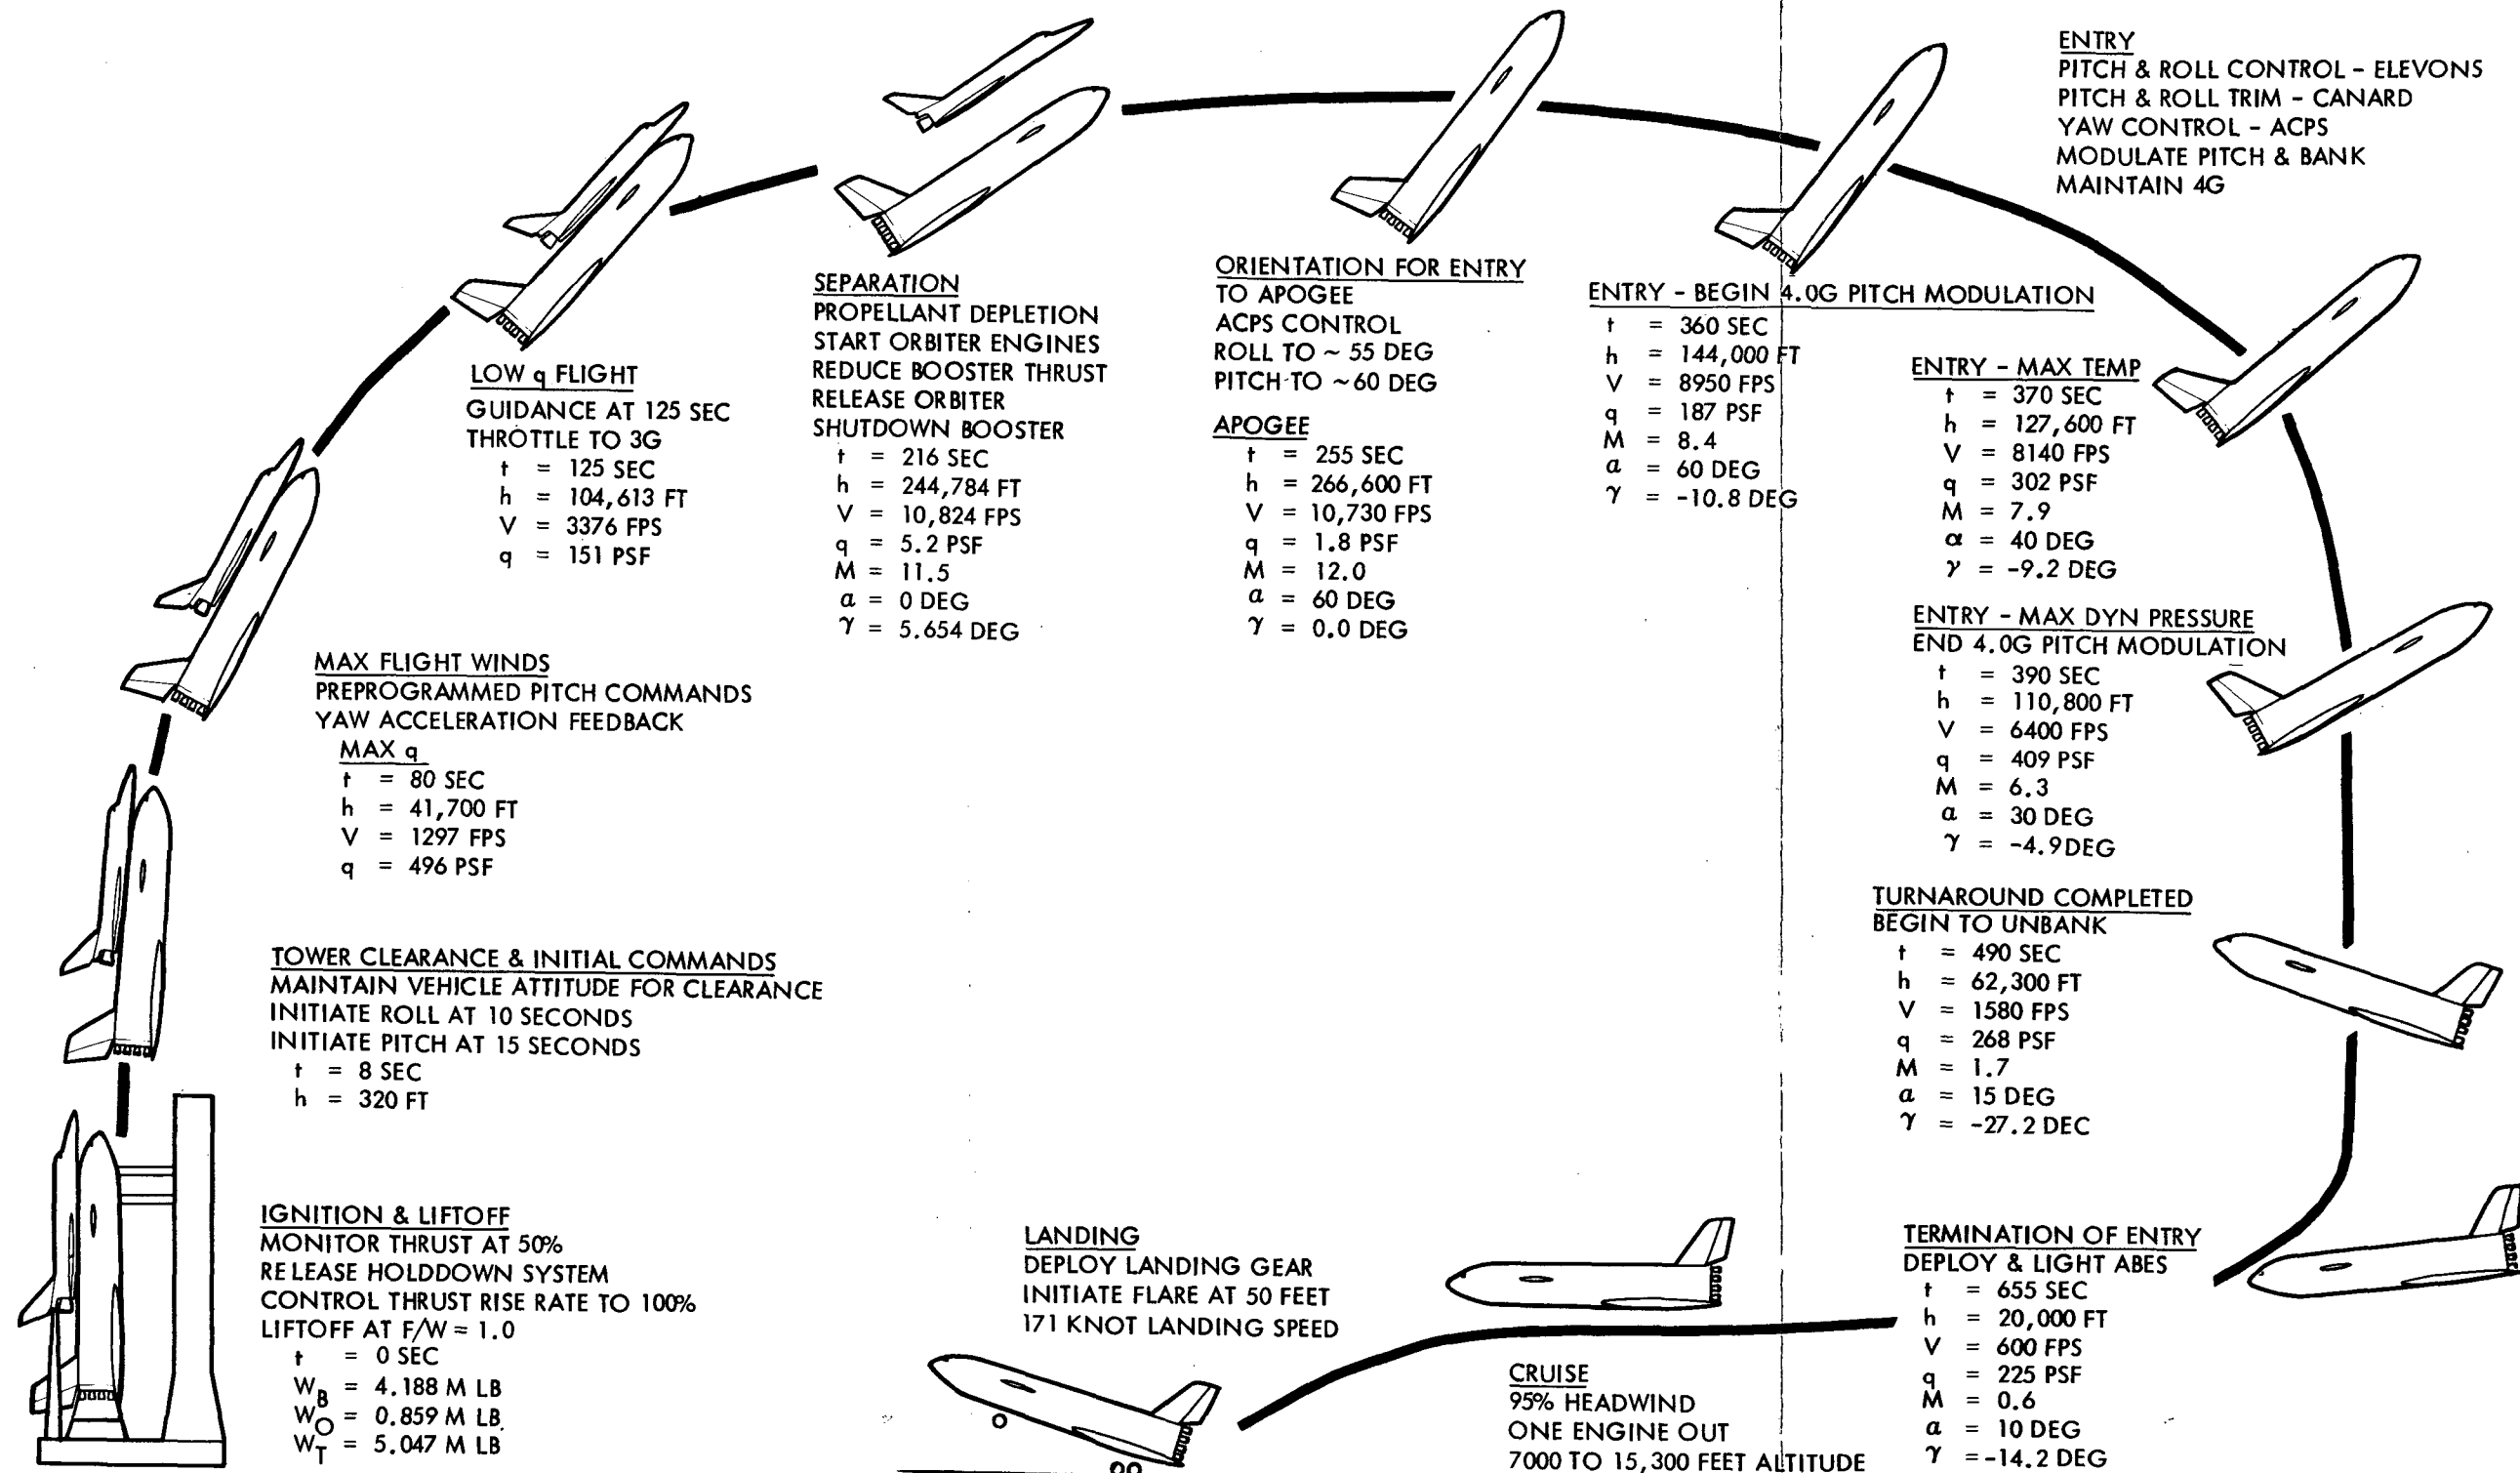 IGNITION & LIFTOFF
MONITOR THRUST AT 50%
RELEASE HOLDDOWN SYSTEM
CONTROL THRUST RISE RATE TO 100%
LIFTOFF AT F/W = 1.0
t = 0 SEC
W_B = 4.188 M LB
W_O = 0.859 M LB
W_T = 5.047 M LB
TOWER CLEARANCE & INITIAL COMMANDS
MAINTAIN VEHICLE ATTITUDE FOR CLEARANCE
INITIATE ROLL AT 10 SECONDS
INITIATE PITCH AT 15 SECONDS
t = 8 SEC
h = 320 FT
MAX FLIGHT WINDS
PREPROGRAMMED PITCH COMMANDS
YAW ACCELERATION FEEDBACK
MAX q
t = 80 SEC
h = 41,700 FT
V = 1297 FPS
q = 496 PSF
LOW q FLIGHT
GUIDANCE AT 125 SEC
THROTTLE TO 3G
t = 125 SEC
h = 104,613 FT
V = 3376 FPS
q = 151 PSF
SEPARATION
PROPELLANT DEPLETION
START ORBITER ENGINES
REDUCE BOOSTER THRUST
RELEASE ORBITER
SHUTDOWN BOOSTER
t = 216 SEC
h = 244,784 FT
V = 10,824 FPS
q = 5.2 PSF
M = 11.5
α = 0 DEG
γ = 5.654 DEG
ORIENTATION FOR ENTRY
TO APOGEE
ACPS CONTROL
ROLL TO ~ 55 DEG
PITCH TO ~60 DEG
APOGEE
t = 255 SEC
h = 266,600 FT
V = 10,730 FPS
q = 1.8 PSF
M = 12.0
α = 60 DEG
γ = 0.0 DEG
ENTRY
PITCH & ROLL CONTROL - ELEVONS
PITCH & ROLL TRIM - CANARD
YAW CONTROL - ACPS
MODULATE PITCH & BANK
MAINTAIN 4G
ENTRY - BEGIN 4.0G PITCH MODULATION
t = 360 SEC
h = 144,000 FT
V = 8950 FPS
q = 187 PSF
M = 8.4
α = 60 DEG
γ = -10.8 DEG
ENTRY - MAX TEMP
t = 370 SEC
h = 127,600 FT
V = 8140 FPS
q = 302 PSF
M = 7.9
α = 40 DEG
γ = -9.2 DEG
ENTRY - MAX DYN PRESSURE
END 4.0G PITCH MODULATION
t = 390 SEC
h = 110,800 FT
V = 6400 FPS
q = 409 PSF
M = 6.3
α = 30 DEG
γ = -4.9DEG
TURNAROUND COMPLETED
BEGIN TO UNBANK
t = 490 SEC
h = 62,300 FT
V = 1580 FPS
q = 268 PSF
M = 1.7
α = 15 DEG
γ = -27.2 DEC
TERMINATION OF ENTRY
DEPLOY & LIGHT ABES
t = 655 SEC
h = 20,000 FT
V = 600 FPS
q = 225 PSF
M = 0.6
α = 10 DEG
γ = -14.2 DEG
CRUISE
95% HEADWIND
ONE ENGINE OUT
7000 TO 15,300 FEET ALTITUDE
LANDING
DEPLOY LANDING GEAR
INITIATE FLARE AT 50 FEET
171 KNOT LANDING SPEED